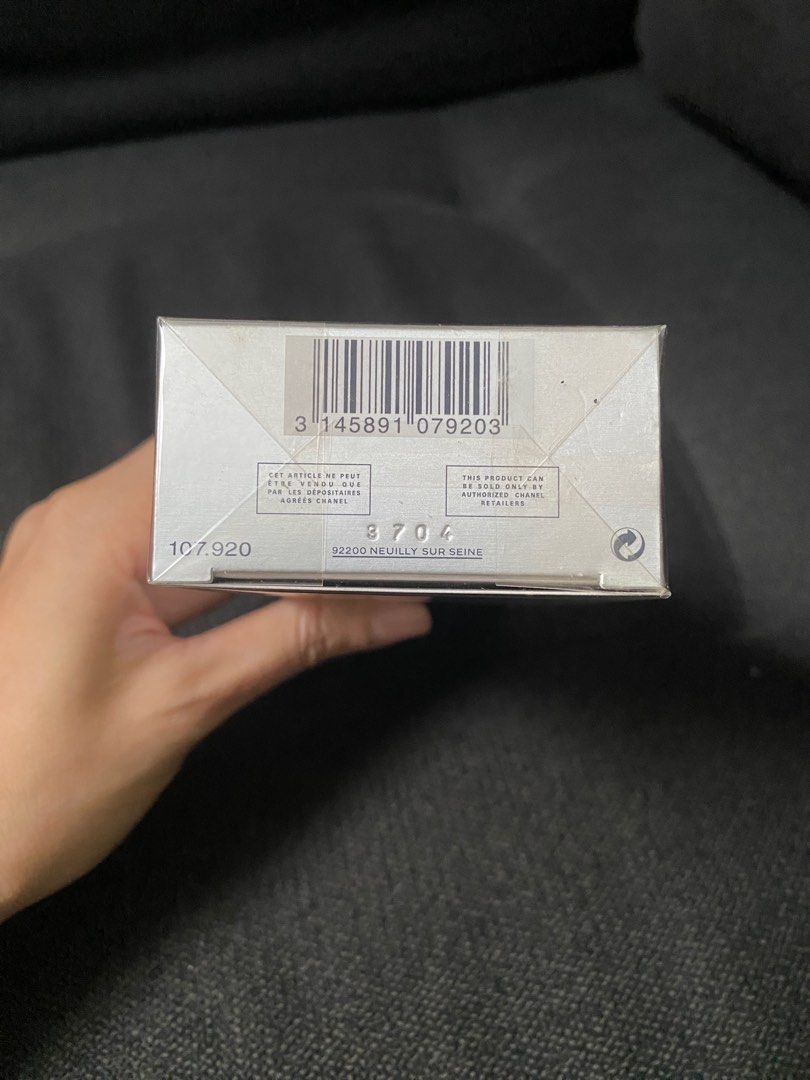 3 145891 079203
CET ARTICLE NE PEUT
ÊTRE VENDU QUE
PAR LES DÉPOSITAIRES
AGRÉÉS CHANEL
THIS PRODUCT CAN
BE SOLD ONLY BY
AUTHORIZED CHANEL
RETAILERS
3704
107.920
92200 NEUILLY SUR SEINE